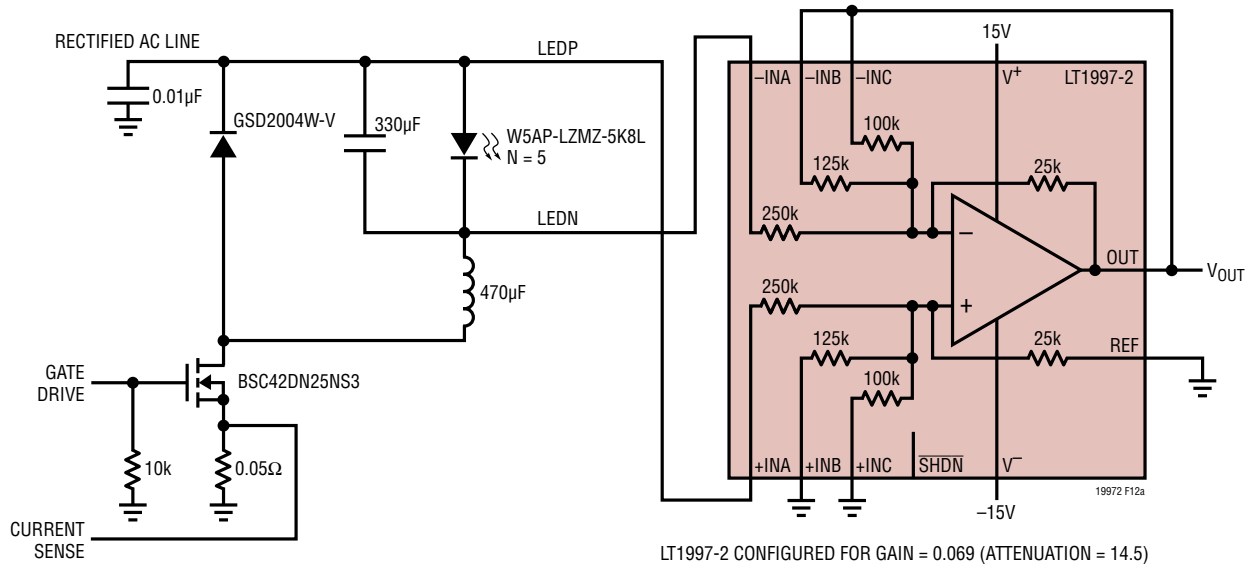 RECTIFIED AC LINE
0.01µF
GSD2004W-V
330µF
LEDP
W5AP-LZMZ-5K8L
N = 5
LEDN
470µF
GATE
DRIVE
BSC42DN25NS3
10k
0.05Ω
CURRENT
SENSE
15V
–INA
–INB
–INC
V+
LT1997-2
100k
125k
25k
250k
–
OUT
VOUT
250k
+
125k
25k
REF
100k
+INA
+INB
+INC
SHDN
V–
19972 F12a
–15V
LT1997-2 CONFIGURED FOR GAIN = 0.069 (ATTENUATION = 14.5)